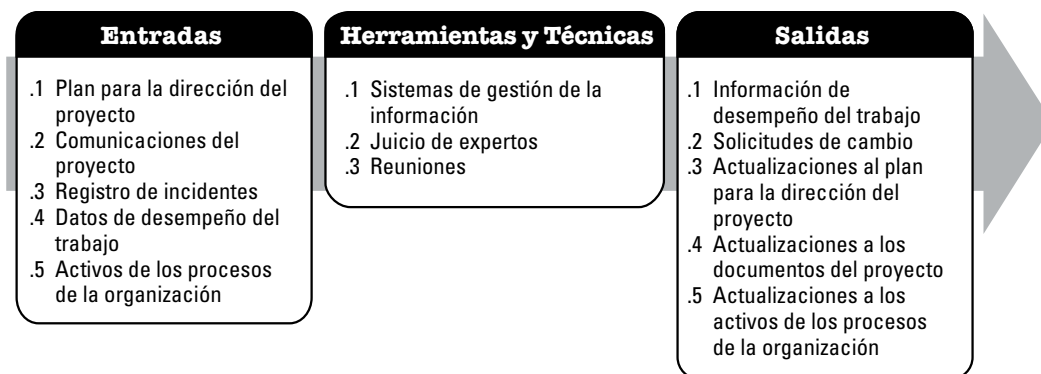 Entradas
.1 Plan para la dirección del
proyecto
.2 Comunicaciones del
proyecto
.3 Registro de incidentes
.4 Datos de desempeño del
trabajo
.5 Activos de los procesos
de la organización
Herramientas y Técnicas
.1 Sistemas de gestión de la
información
.2 Juicio de expertos
.3 Reuniones
Salidas
.1 Información de
desempeño del trabajo
.2 Solicitudes de cambio
.3 Actualizaciones al plan
para la dirección del
proyecto
.4 Actualizaciones a los
documentos del proyecto
.5 Actualizaciones a los
activos de los procesos
de la organización